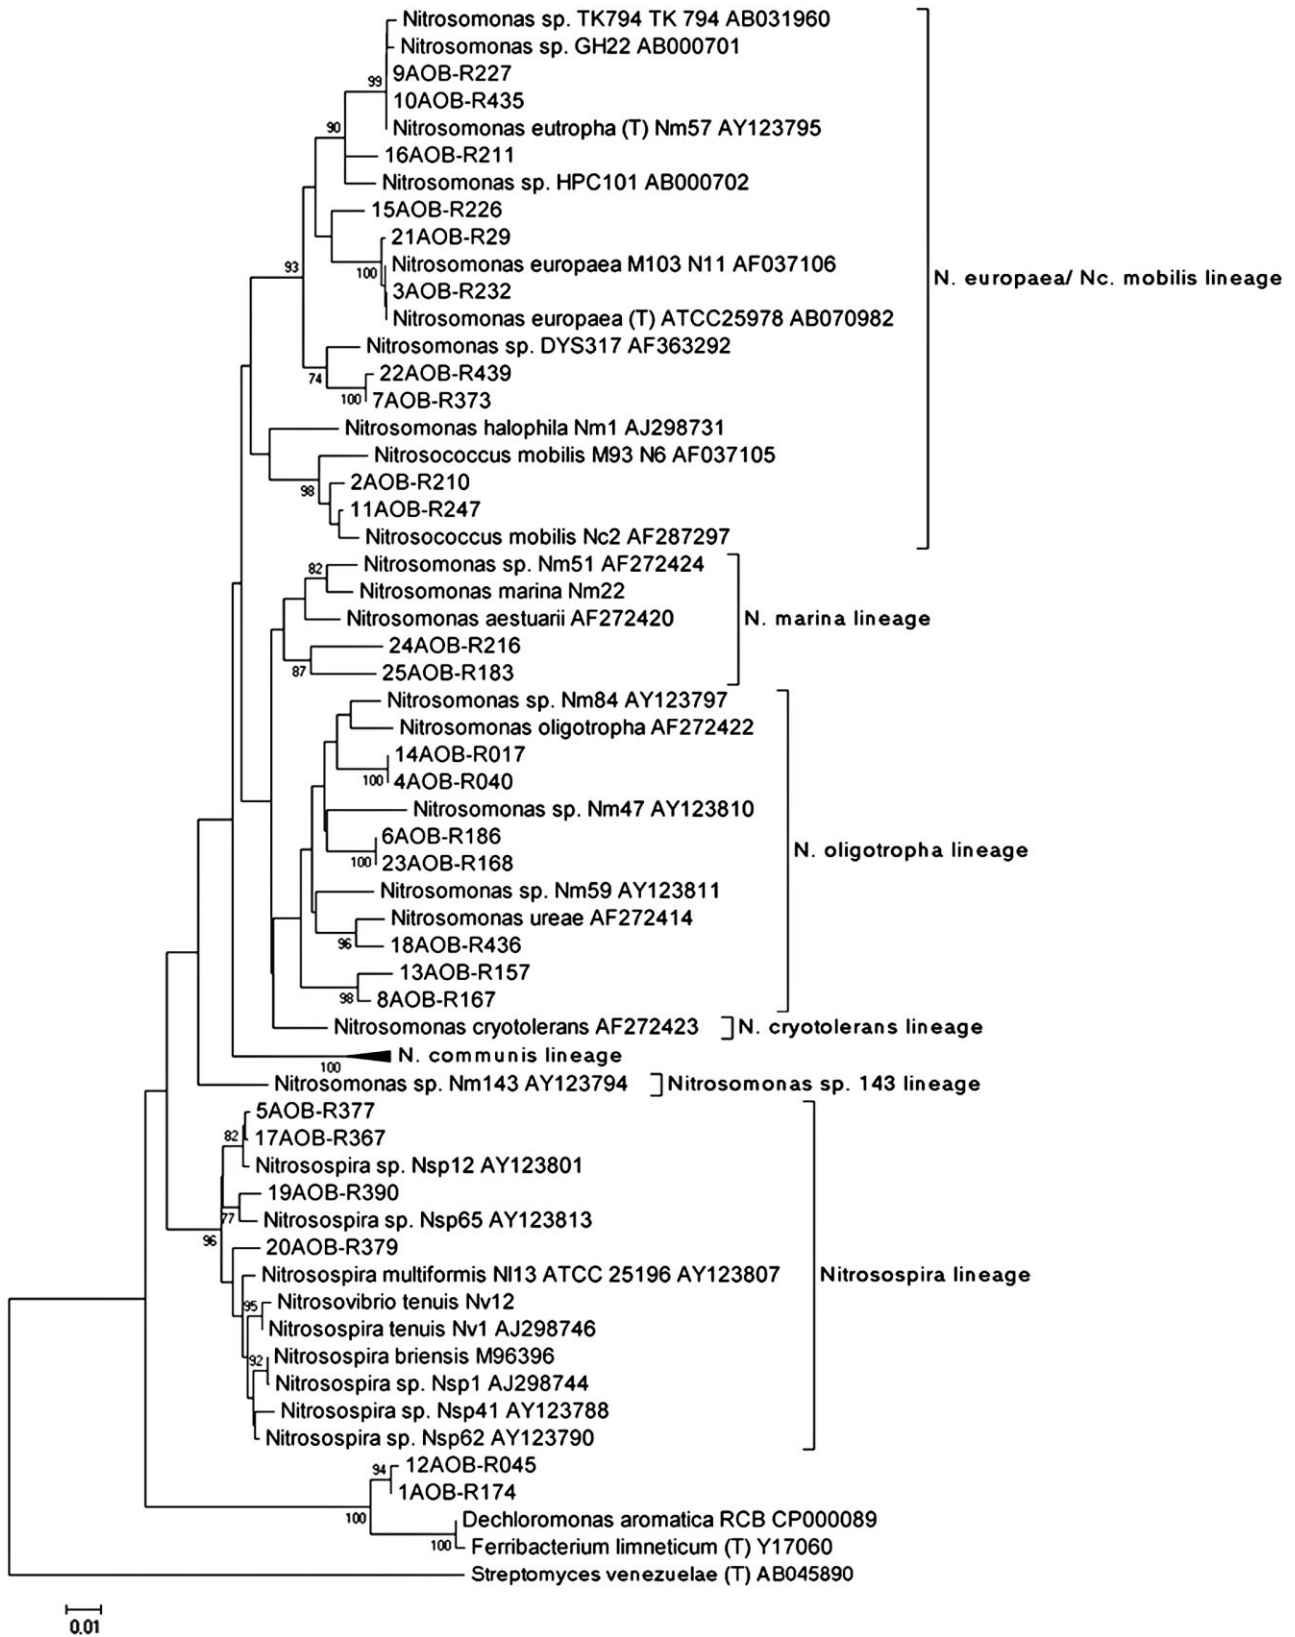 Nitrosomonas sp. TK794 TK 794 AB031960
Nitrosomonas sp. GH22 AB000701
9AOB-R227
99
10AOB-R435
Nitrosomonas eutropha (T) Nm57 AY123795
90
16AOB-R211
Nitrosomonas sp. HPC101 AB000702
15AOB-R226
21AOB-R29
Nitrosomonas europaea M103 N11 AF037106
93
100
N. europaea/ Nc. mobilis lineage
3AOB-R232
Nitrosomonas europaea (T) ATCC25978 AB070982
Nitrosomonas sp. DYS317 AF363292
22AOB-R439
74
7AOB-R373
100
Nitrosomonas halophila Nm1 AJ298731
Nitrosococcus mobilis M93 N6 AF037105
2AOB-R210
98
11AOB-R247
Nitrosococcus mobilis Nc2 AF287297
Nitrosomonas sp. Nm51 AF272424
82
Nitrosomonas marina Nm22
Nitrosomonas aestuarii AF272420
N. marina lineage
24AOB-R216
25AOB-R183
87
Nitrosomonas sp. Nm84 AY123797
Nitrosomonas oligotropha AF272422
14AOB-R017
4AOB-R040
100
Nitrosomonas sp. Nm47 AY123810
6AOB-R186
N. oligotropha lineage
23AOB-R168
100
Nitrosomonas sp. Nm59 AY123811
Nitrosomonas ureae AF272414
18AOB-R436
96
13AOB-R157
8AOB-R167
98
Nitrosomonas cryotolerans AF272423
N. cryotolerans lineage
N. communis lineage
100
Nitrosomonas sp. Nm143 AY123794
Nitrosomonas sp. 143 lineage
5AOB-R377
82
17AOB-R367
Nitrosospira sp. Nsp12 AY123801
19AOB-R390
77
Nitrosospira sp. Nsp65 AY123813
96
20AOB-R379
Nitrosospira multiformis Nl13 ATCC 25196 AY123807
Nitrosospira lineage
95
Nitrosovibrio tenuis Nv12
Nitrosospira tenuis Nv1 AJ298746
92
Nitrosospira briensis M96396
Nitrosospira sp. Nsp1 AJ298744
Nitrosospira sp. Nsp41 AY123788
Nitrosospira sp. Nsp62 AY123790
94
12AOB-R045
1AOB-R174
100
Dechloromonas aromatica RCB CP000089
100
Ferribacterium limneticum (T) Y17060
Streptomyces venezuelae (T) AB045890
0.01